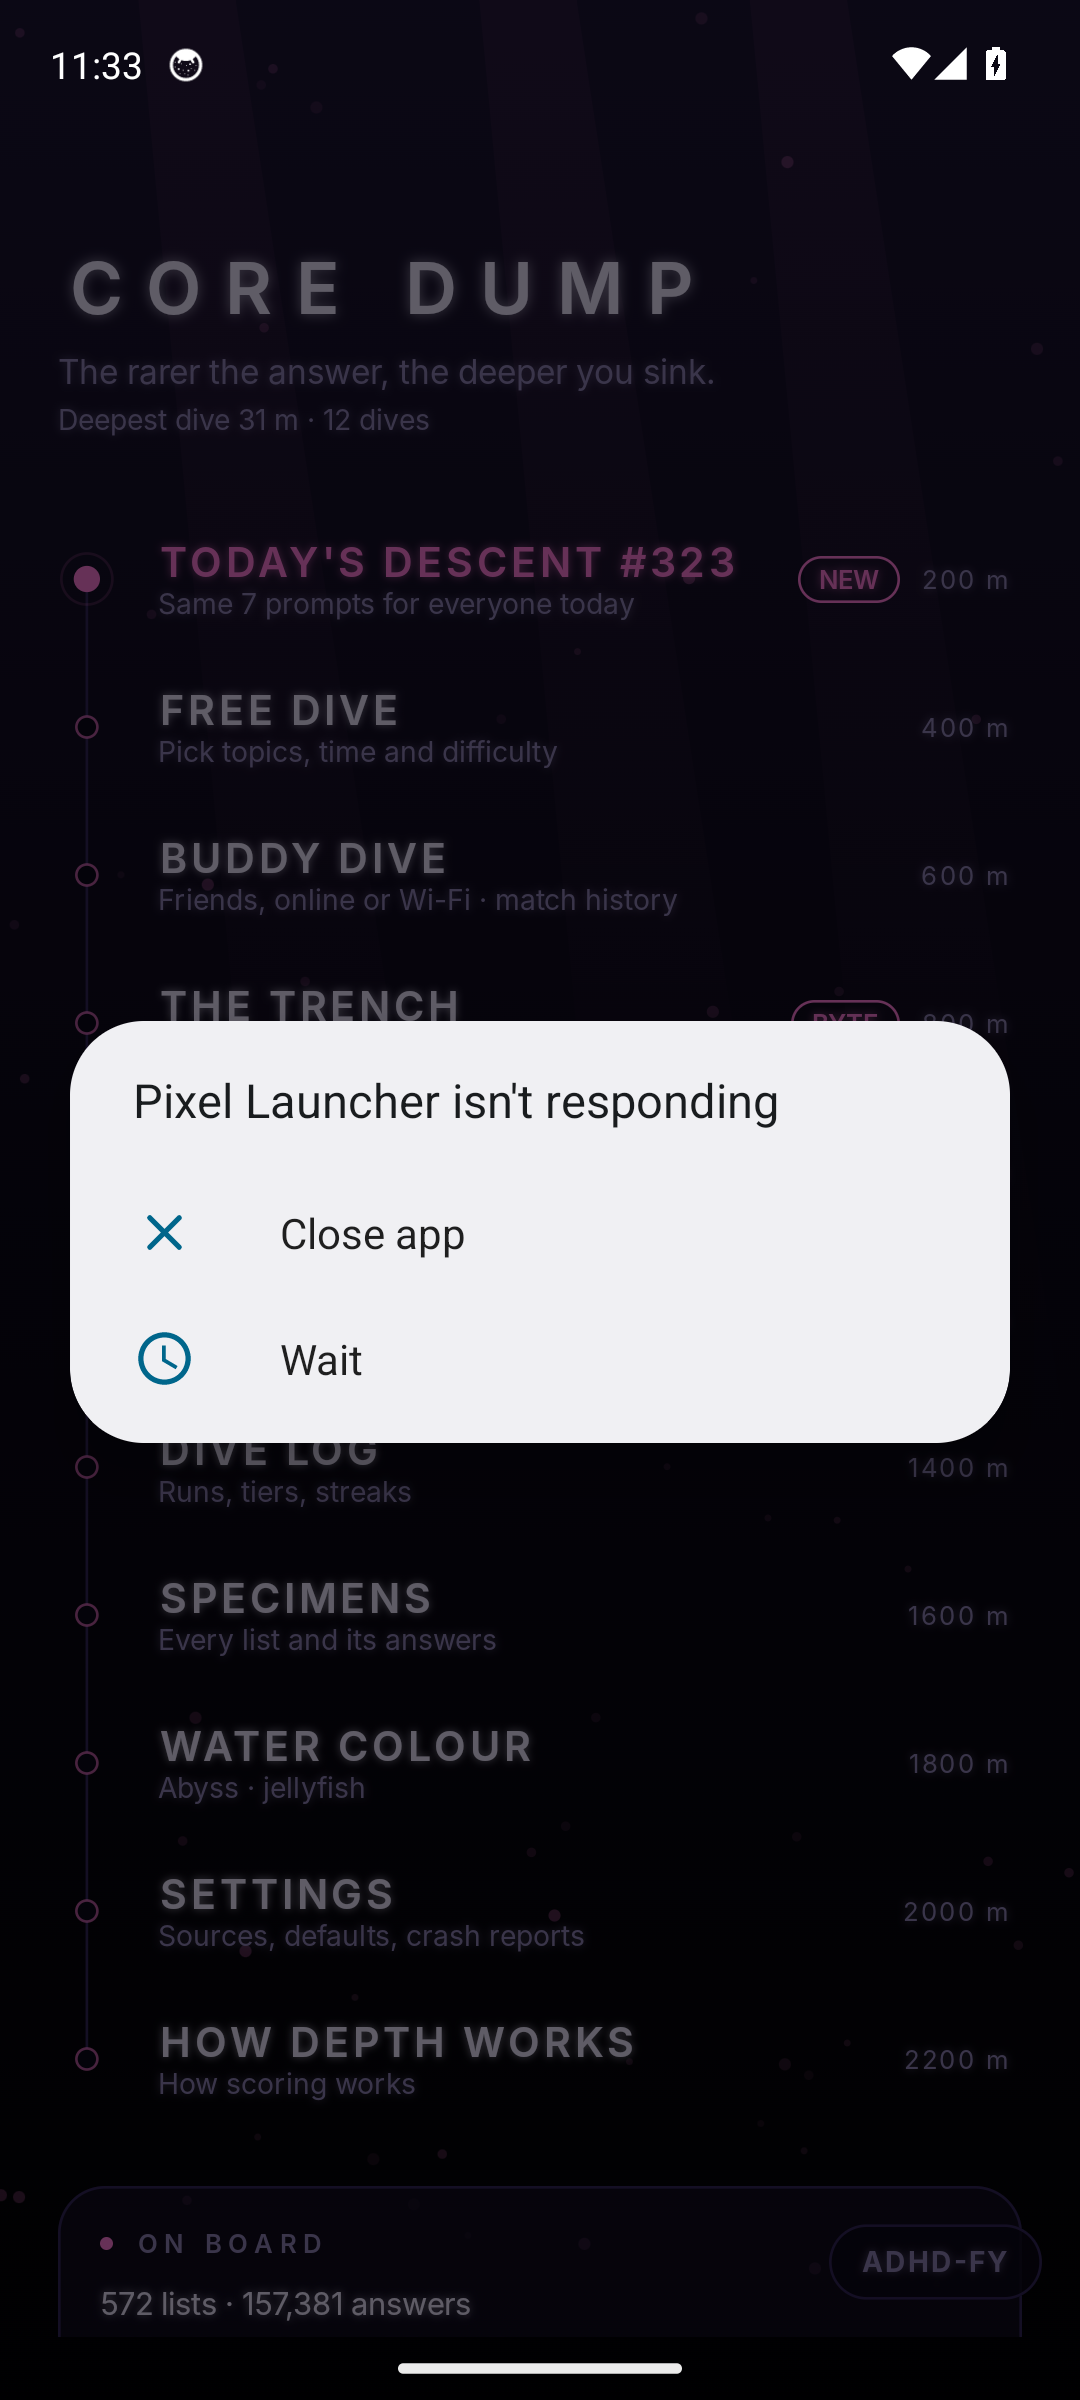 11:33
CORE DUMP
The rarer the answer, the deeper you sink.
Deepest dive 31 m · 12 dives
TODAY'S DESCENT #323
NEW
200 m
Same 7 prompts for everyone today
FREE DIVE
400 m
Pick topics, time and difficulty
BUDDY DIVE
600 m
Friends, online or Wi-Fi · match history
THE TRENCH
BYTE
800 m
Pixel Launcher isn't responding
Close app
Wait
DIVE LOG
1400 m
Runs, tiers, streaks
SPECIMENS
1600 m
Every list and its answers
WATER COLOUR
1800 m
Abyss · jellyfish
SETTINGS
2000 m
Sources, defaults, crash reports
HOW DEPTH WORKS
2200 m
How scoring works
ON BOARD
ADHD-FY
572 lists · 157,381 answers